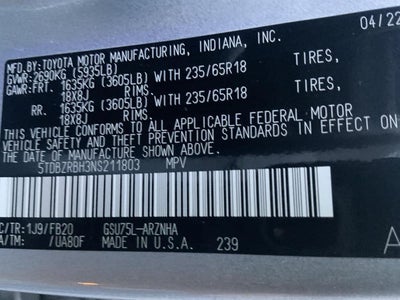 MFD.BY:TOYOTA MOTOR MANUFACTURING, INDIANA, INC. 04/22
GVWR:2690KG (5935LB)
GAWR:FRT. 1635KG (3605LB) WITH 235/65R18 TIRES,
18X8J RIMS.
RR. 1635KG (3605LB) WITH 235/65R18 TIRES,
18X8J RIMS.
THIS VEHICLE CONFORMS TO ALL APPLICABLE FEDERAL MOTOR
VEHICLE SAFETY AND THEFT PREVENTION STANDARDS IN EFFECT ON
THE DATE OF MANUFACTURE SHOWN ABOVE.
5TDBZRBH3NS211803 MPV
C/TR:1J9/FB20 GSU75L-ARZNHA
A/TM: /UA80F MADE IN U.S.A. 239 A